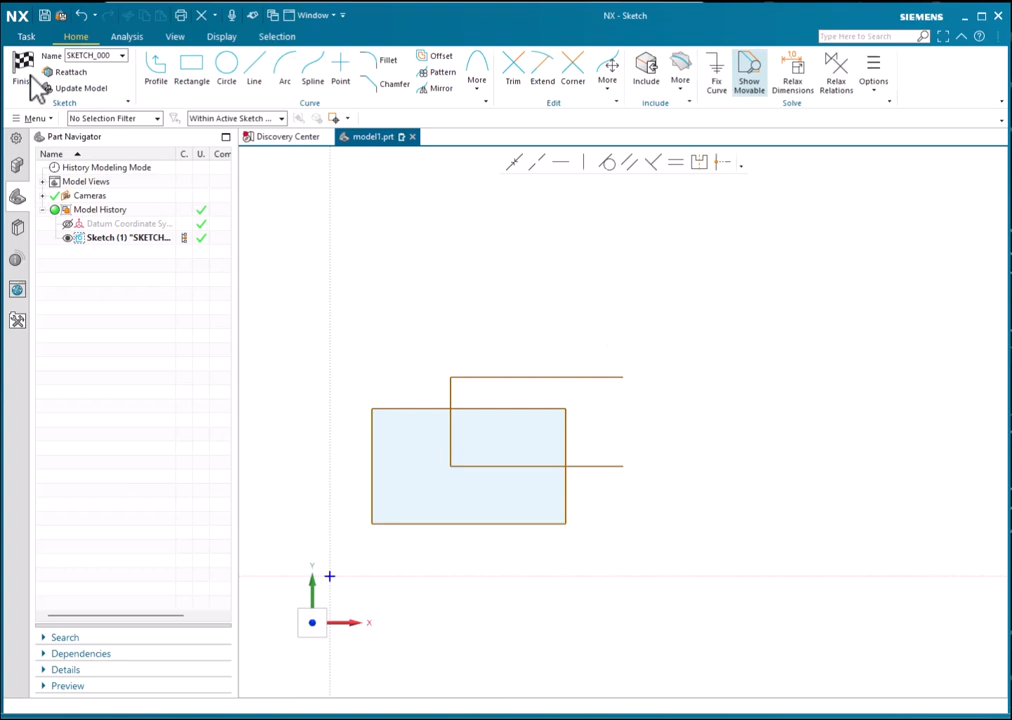 NX
Window
NX - Sketch
SIEMENS
Task
Home
Analysis
View
Display
Selection
Type Here to Search
Name
SKETCH_000
Reattach
Update Model
Finis
Sketch
Profile
Rectangle
Circle
Line
Arc
Spline
Point
Fillet
Chamfer
Offset
Pattern
Mirror
More
Curve
Trim
Extend
Corner
More
Edit
Include
More
Include
Fix
Curve
Show
Movable
10
Relax
Dimensions
Relax
Relations
Options
Solve
Menu
No Selection Filter
Within Active Sketch ...
Part Navigator
Discovery Center
model1.prt
Name
C.
U.
Com
History Modeling Mode
Model Views
Cameras
Model History
Datum Coordinate Sy...
Sketch (1) "SKETCH...
Search
Dependencies
Details
Preview
Y
X